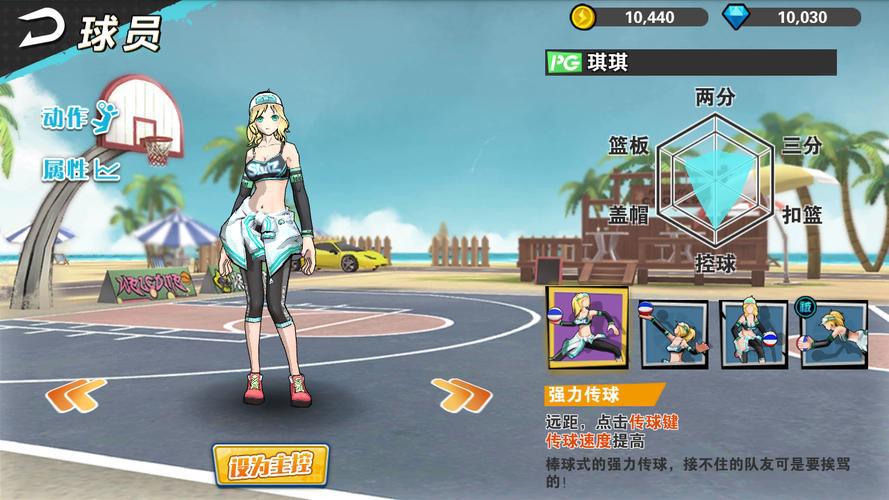 球员
10,440
10,030
PG 琪琪
动作
属性
两分
篮板
三分
盖帽
扣篮
控球
WELCOME
被
强力传球
远距，点击传球键
传球速度提高
棒球式的强力传球，接不住的队友可是要挨骂
的!
设为主控